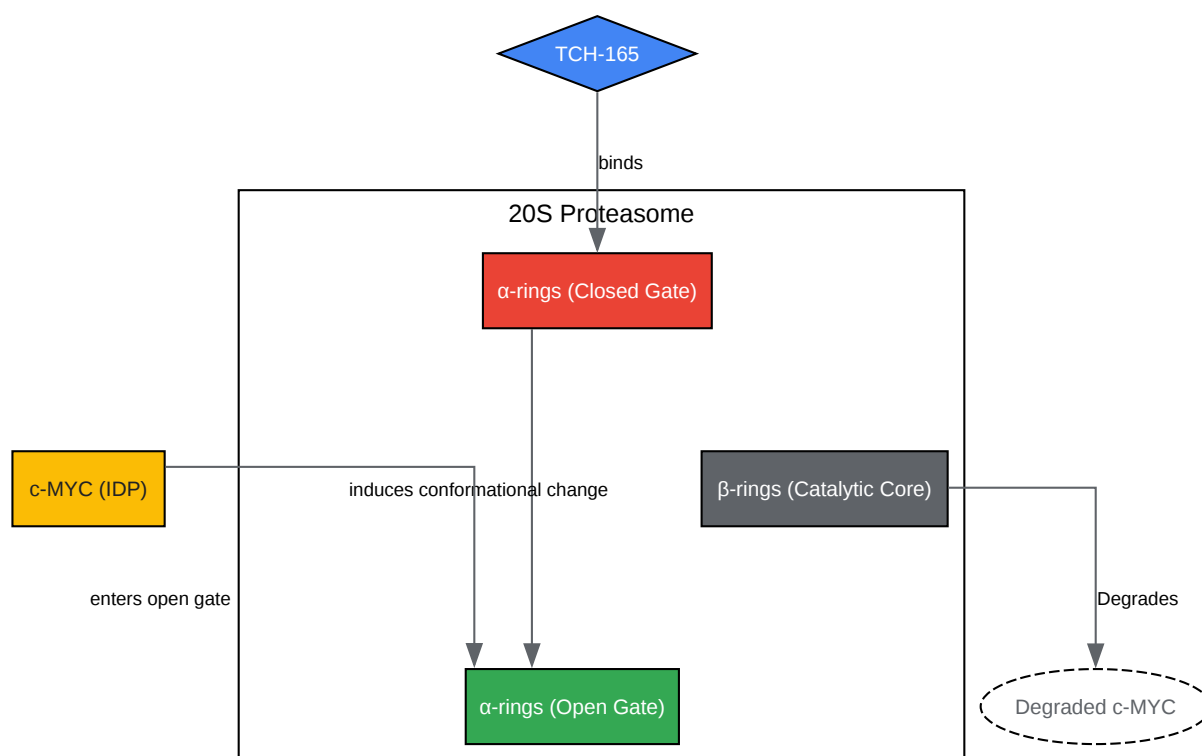 TCH-165
binds
20S Proteasome
α-rings (Closed Gate)
c-MYC (IDP)
induces conformational change
β-rings (Catalytic Core)
enters open gate
Degrades
α-rings (Open Gate)
Degraded c-MYC